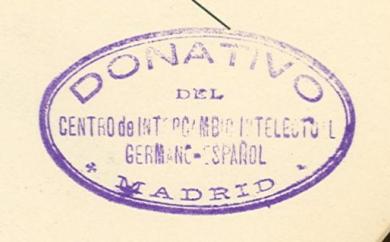 DONATIVO
DEL
CENTRO de INTERCAMBIO INTELECTUAL
GERMANO-ESPAÑOL
* MADRID -